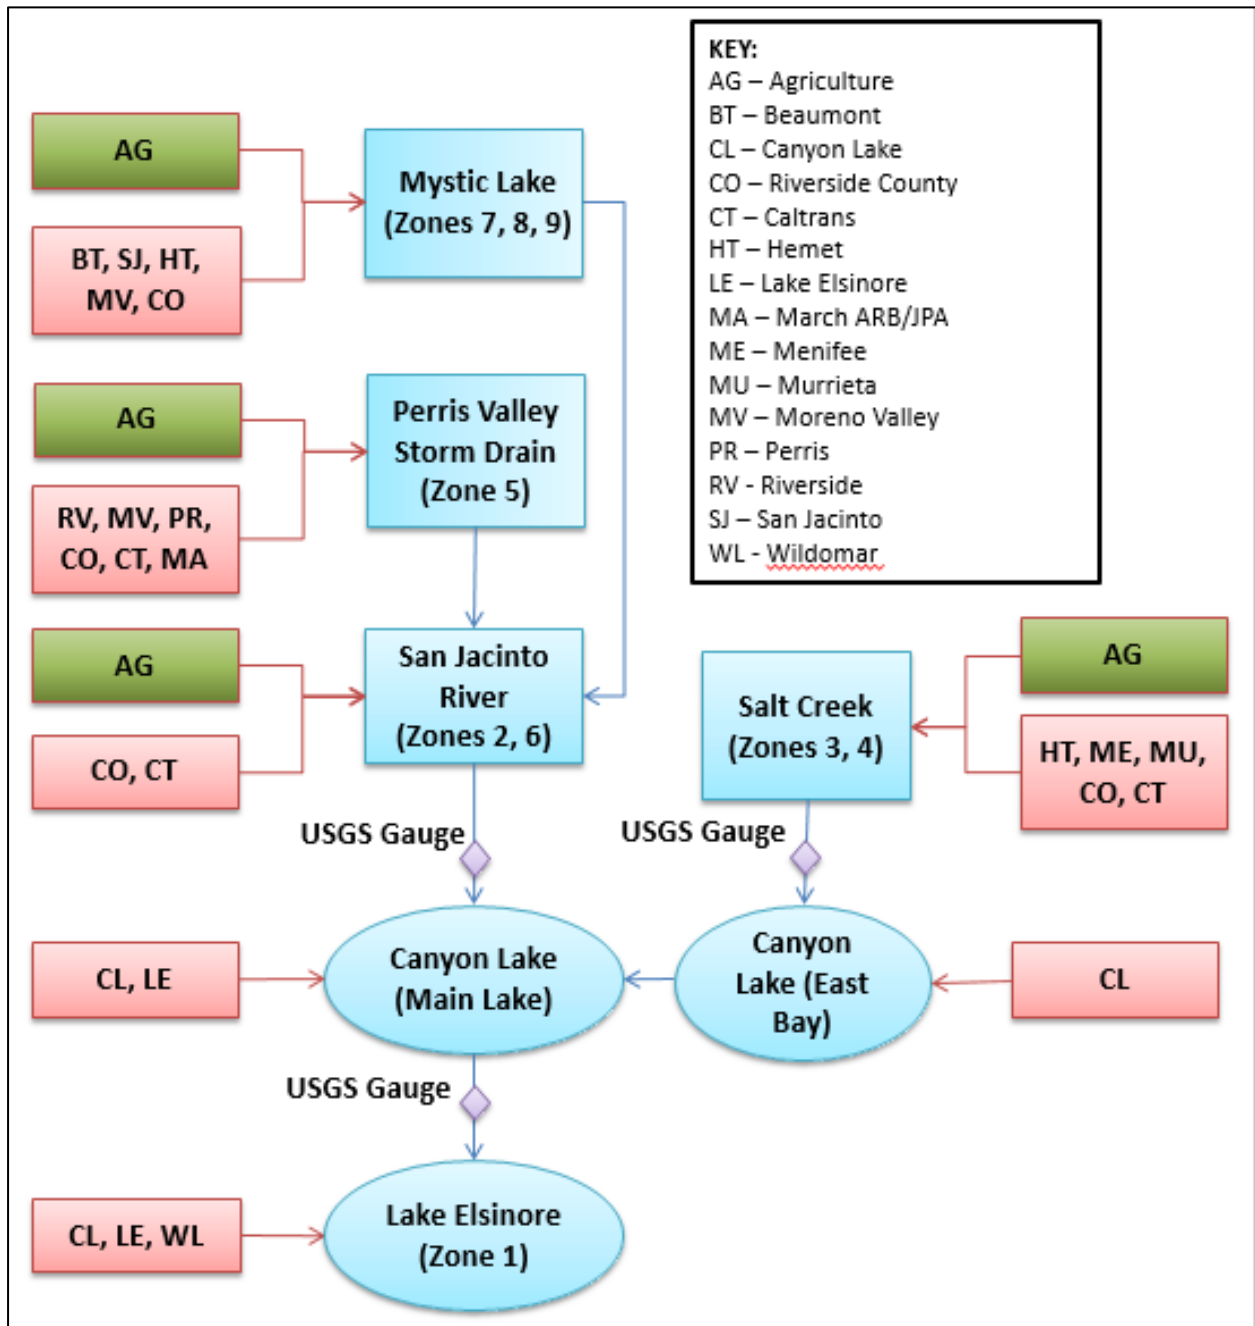 KEY:
AG – Agriculture
BT – Beaumont
CL – Canyon Lake
CO – Riverside County
CT – Caltrans
HT – Hemet
LE – Lake Elsinore
MA – March ARB/JPA
ME – Menifee
MU – Murrieta
MV – Moreno Valley
PR – Perris
RV - Riverside
SJ – San Jacinto
WL - Wildomar
AG
BT, SJ, HT,
MV, CO
Mystic Lake
(Zones 7, 8, 9)
AG
RV, MV, PR,
CO, CT, MA
Perris Valley
Storm Drain
(Zone 5)
AG
CO, CT
San Jacinto
River
(Zones 2, 6)
Salt Creek
(Zones 3, 4)
AG
HT, ME, MU,
CO, CT
USGS Gauge
USGS Gauge
CL, LE
Canyon Lake
(Main Lake)
Canyon
Lake (East
Bay)
CL
USGS Gauge
CL, LE, WL
Lake Elsinore
(Zone 1)